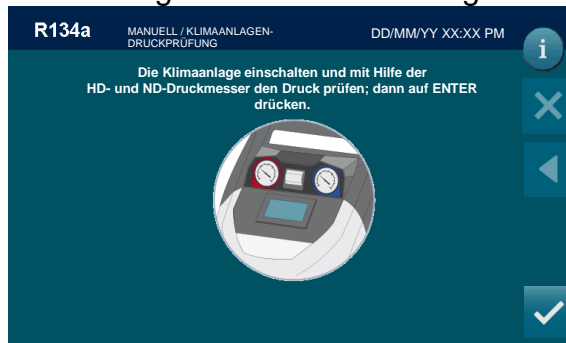 R134a
MANUELL / KLIMAANLAGEN-
DRUCKPRÜFUNG
DD/MM/YY XX:XX PM
i
Die Klimaanlage einschalten und mit Hilfe der
HD- und ND-Druckmesser den Druck prüfen; dann auf ENTER
drücken.